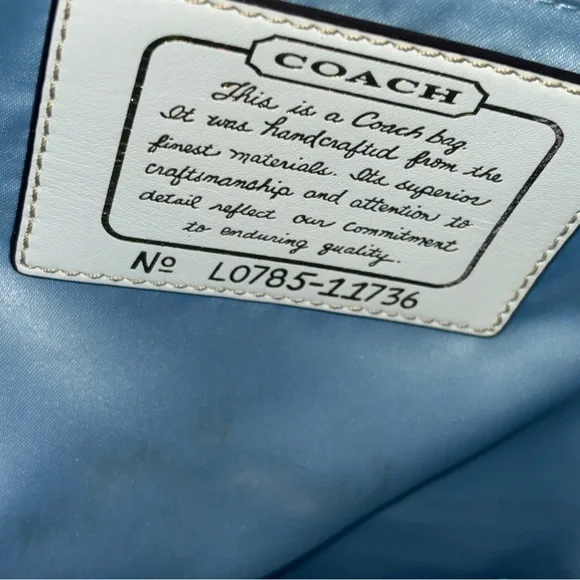 COACH
This is a Coach bag.
It was handcrafted from the
finest materials. Its superior
craftsmanship and attention to
detail reflect our commitment
to enduring quality.
Nº L0785-11736